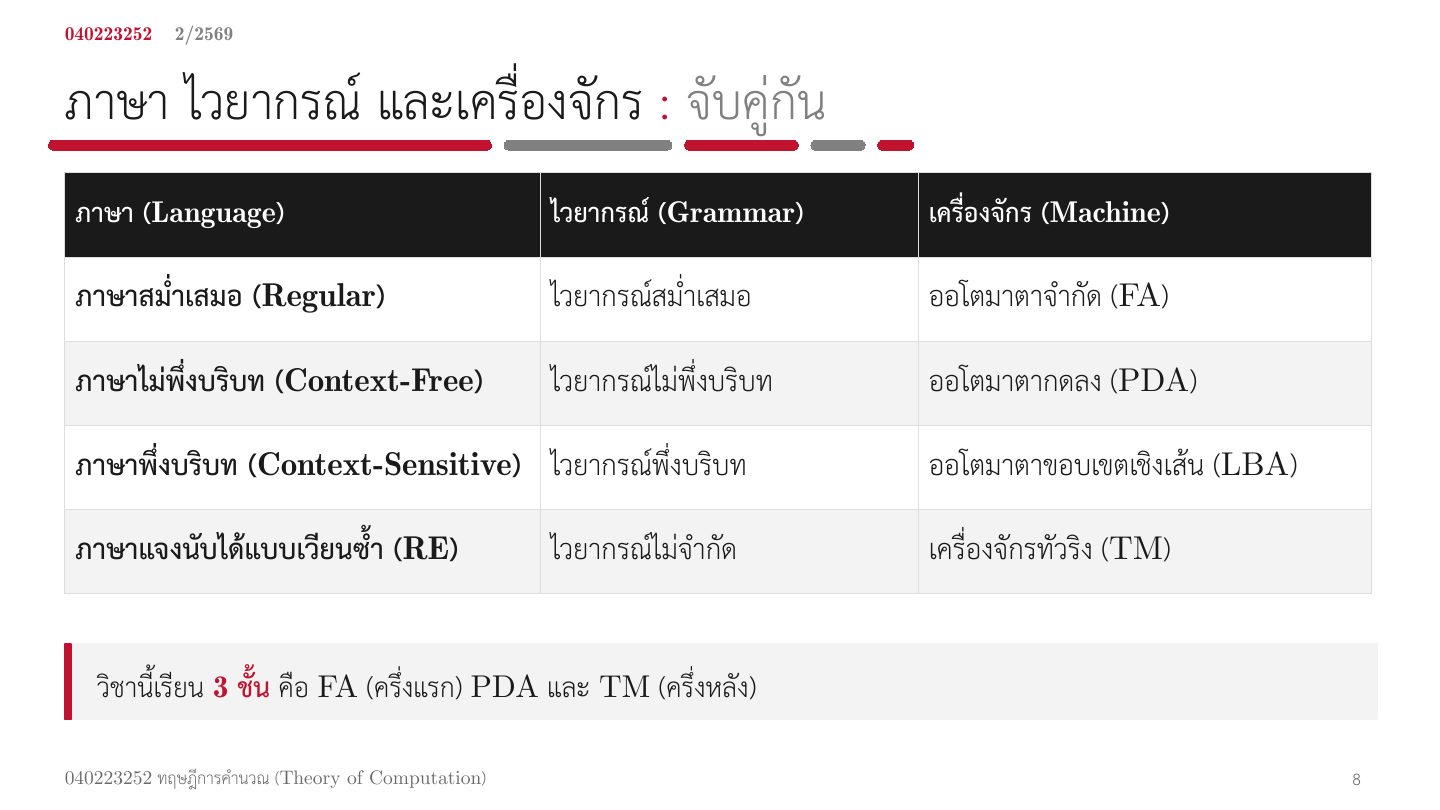 040223252 2/2569
ภาษา ไวยากรณ์ และเครื่องจักร : จับคู่กัน
ภาษา (Language) ไวยากรณ์ (Grammar) เครื่องจักร (Machine)
ภาษาสม่ำเสมอ (Regular) ไวยากรณ์สม่ำเสมอ ออโตมาตาจำกัด (FA)
ภาษาไม่พึ่งบริบท (Context-Free) ไวยากรณ์ไม่พึ่งบริบท ออโตมาตากดลง (PDA)
ภาษาพึ่งบริบท (Context-Sensitive) ไวยากรณ์พึ่งบริบท ออโตมาตาขอบเขตเชิงเส้น (LBA)
ภาษาแจงนับได้แบบเวียนซ้ำ (RE) ไวยากรณ์ไม่จำกัด เครื่องจักรทัวริง (TM)
วิชานี้เรียน 3 ชั้น คือ FA (ครึ่งแรก) PDA และ TM (ครึ่งหลัง)
040223252 ทฤษฎีการคำนวณ (Theory of Computation) 8